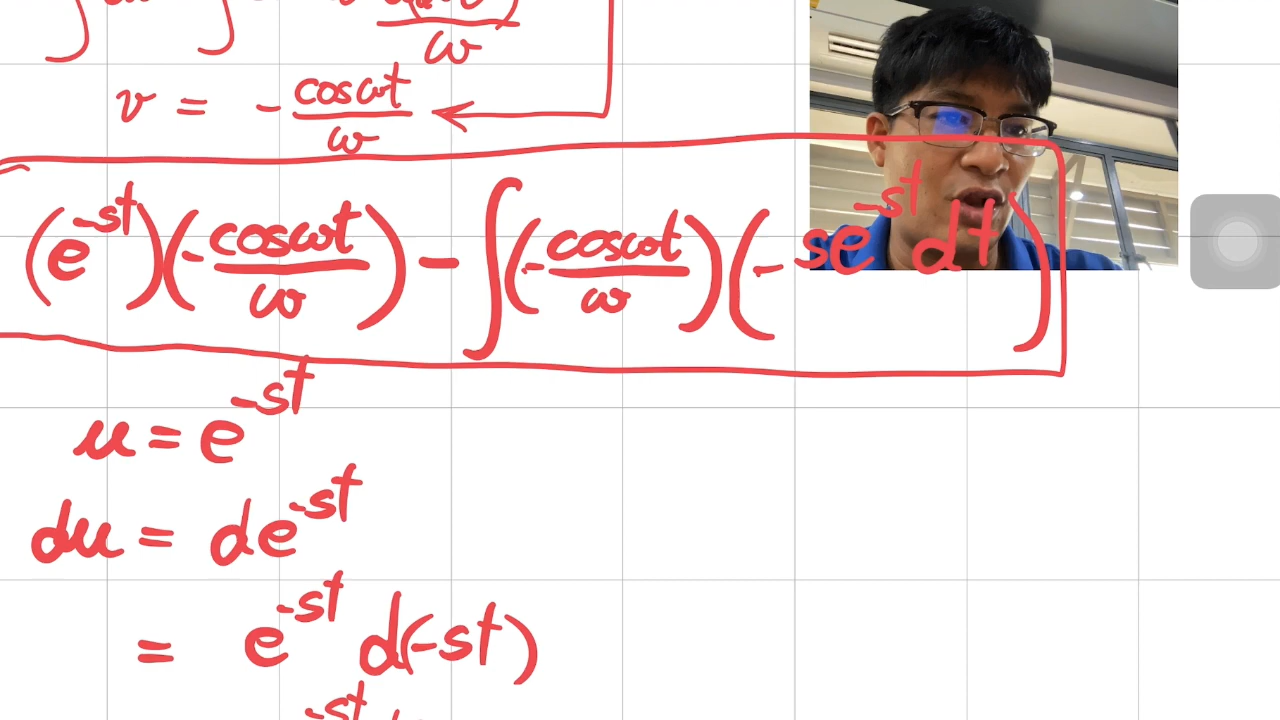 v = - cosωt / ω
(e^-st)(- cosωt / ω) - ∫(- cosωt / ω)(- se^-st dt)
u = e^-st
du = de^-st
= e^-st d(-st)